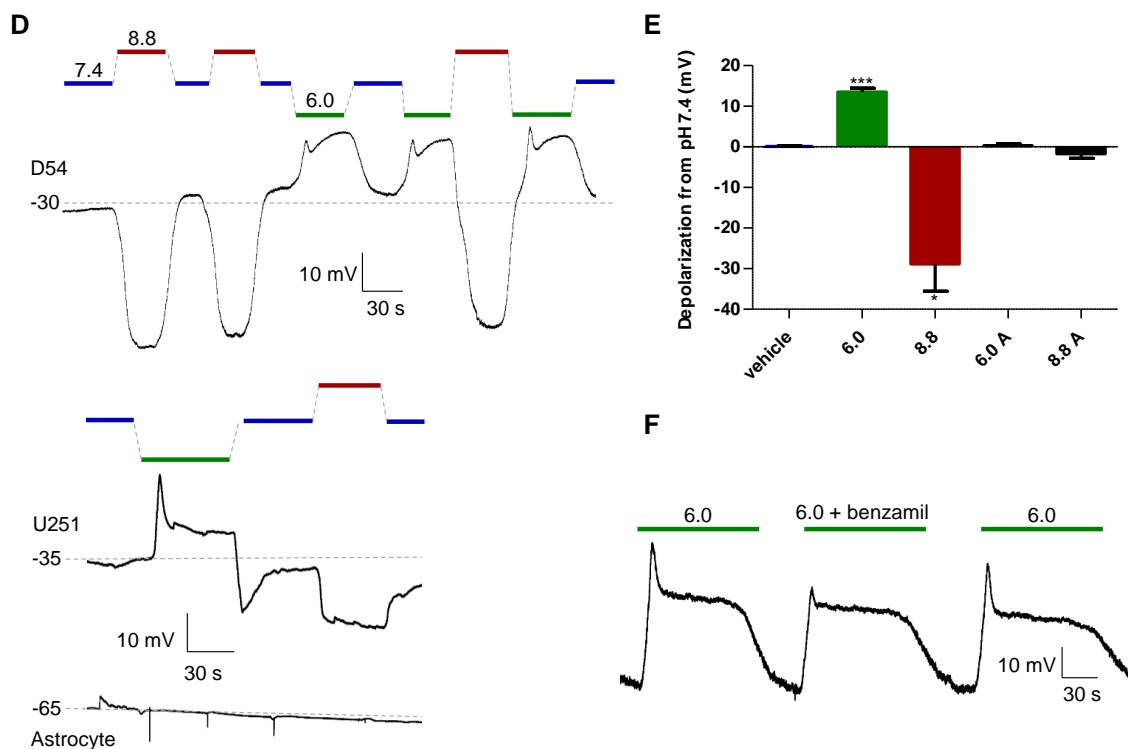 D
8.8
7.4
6.0
D54
-30
10 mV
30 s
U251
-35
10 mV
30 s
-65
Astrocyte
E
Depolarization from pH 7.4 (mV)
20
10
0
-10
-20
-30
-40
***
*
vehicle
6.0
8.8
6.0 A
8.8 A
F
6.0
6.0 + benzamil
6.0
10 mV
30 s